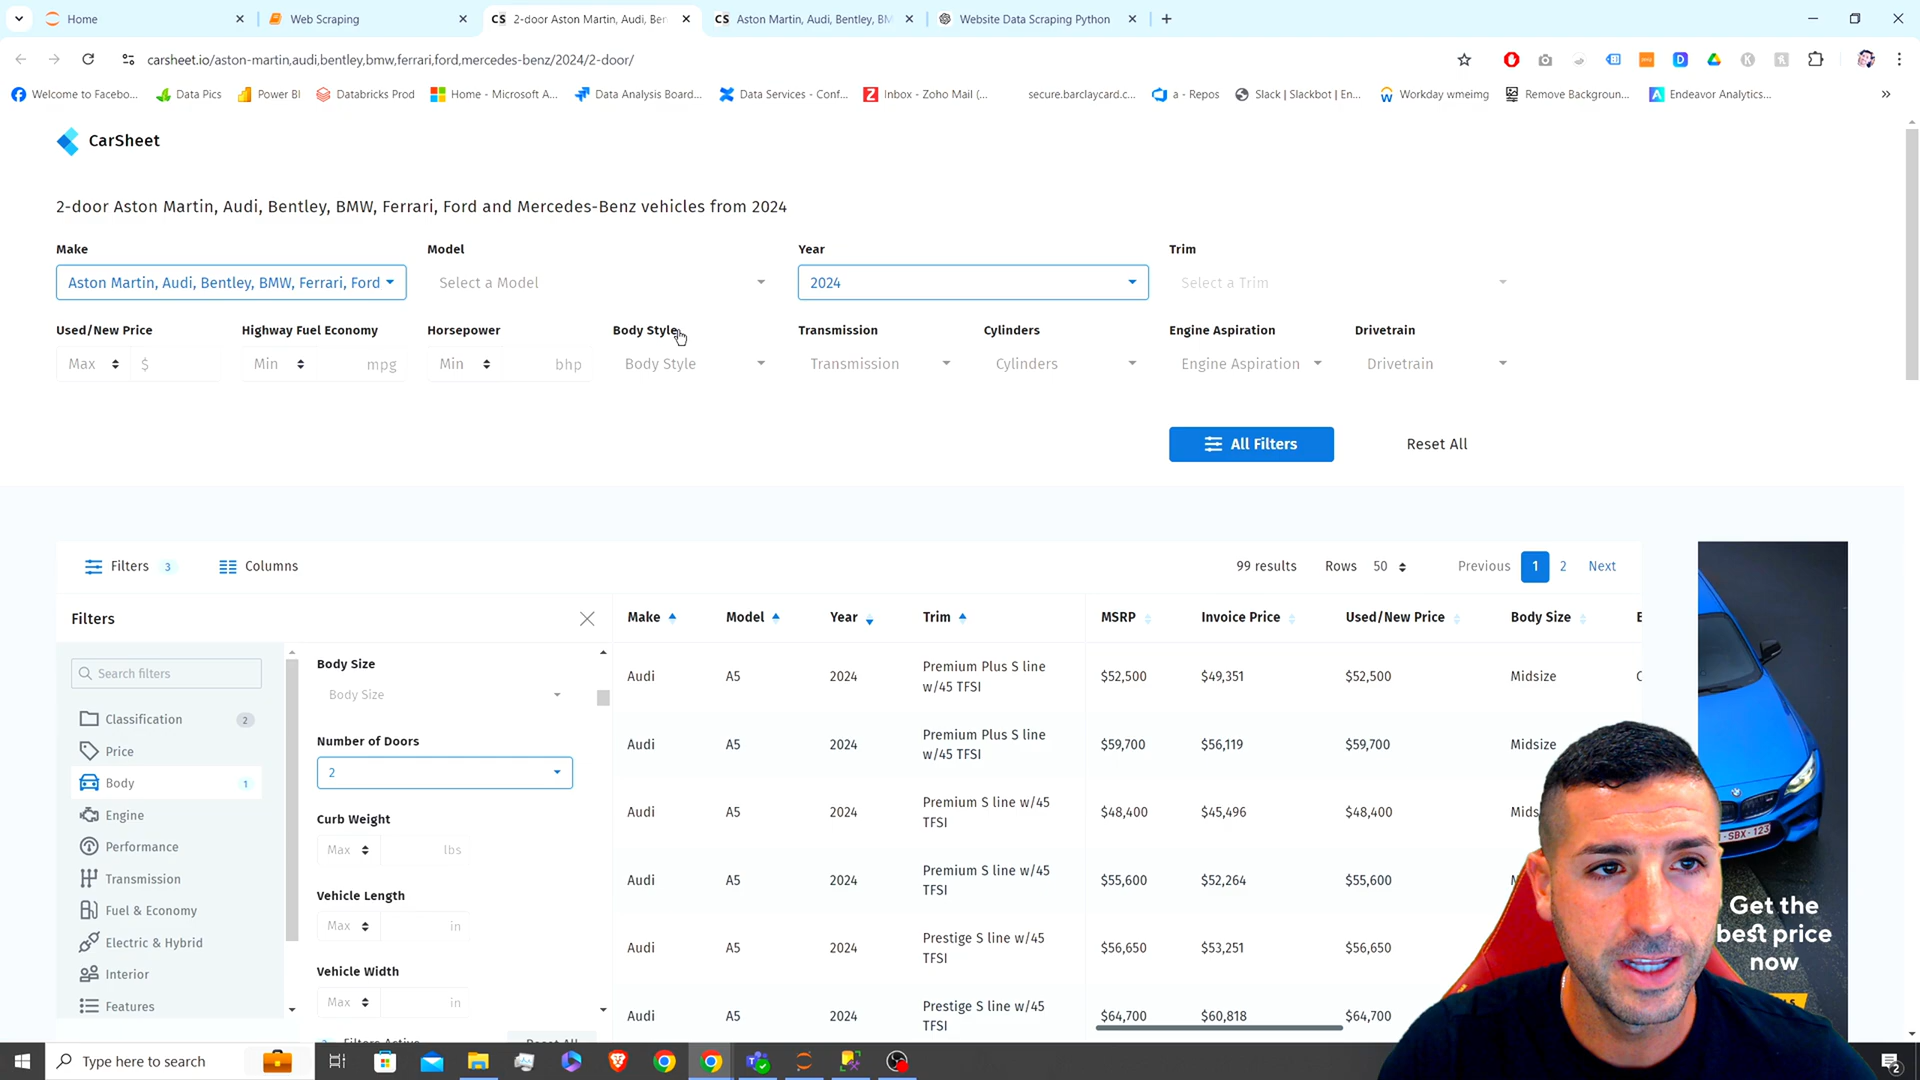 Home
Web Scraping
CS 2-door Aston Martin, Audi, Ben
CS Aston Martin, Audi, Bentley, BM
Website Data Scraping Python
carsheet.io/aston-martin,audi,bentley,bmw,ferrari,ford,mercedes-benz/2024/2-door/
Welcome to Facebo...
Data Pics
Power BI
Databricks Prod
Home - Microsoft A...
Data Analysis Board...
Data Services - Conf...
Inbox - Zoho Mail (...
secure.barclaycard.c...
a - Repos
Slack | Slackbot | En...
Workday wmeimg
Remove Backgroun...
Endeavor Analytics...
CarSheet
2-door Aston Martin, Audi, Bentley, BMW, Ferrari, Ford and Mercedes-Benz vehicles from 2024
Make Model Year Trim
Aston Martin, Audi, Bentley, BMW, Ferrari, Ford Select a Model 2024 Select a Trim
Used/New Price Highway Fuel Economy Horsepower Body Style Transmission Cylinders Engine Aspiration Drivetrain
Max $ Min mpg Min bhp Body Style Transmission Cylinders Engine Aspiration Drivetrain
All Filters Reset All
Filters 3 Columns 99 results Rows 50 Previous 1 2 Next
Filters
Search filters
Classification 2
Price
Body 1
Engine
Performance
Transmission
Fuel & Economy
Electric & Hybrid
Interior
Features
Body Size
Body Size
Number of Doors
2
Curb Weight
Max lbs
Vehicle Length
Max in
Vehicle Width
Max in
Make Model Year Trim MSRP Invoice Price Used/New Price Body Size
Audi A5 2024 Premium Plus S line w/45 TFSI $52,500 $49,351 $52,500 Midsize
Audi A5 2024 Premium Plus S line w/45 TFSI $59,700 $56,119 $59,700 Midsize
Audi A5 2024 Premium S line w/45 TFSI $48,400 $45,496 $48,400 Mids
Audi A5 2024 Premium S line w/45 TFSI $55,600 $52,264 $55,600
Audi A5 2024 Prestige S line w/45 TFSI $56,650 $53,251 $56,650
Audi A5 2024 Prestige S line w/45 TFSI $64,700 $60,818 $64,700
Get the
best price
now
Type here to search
2